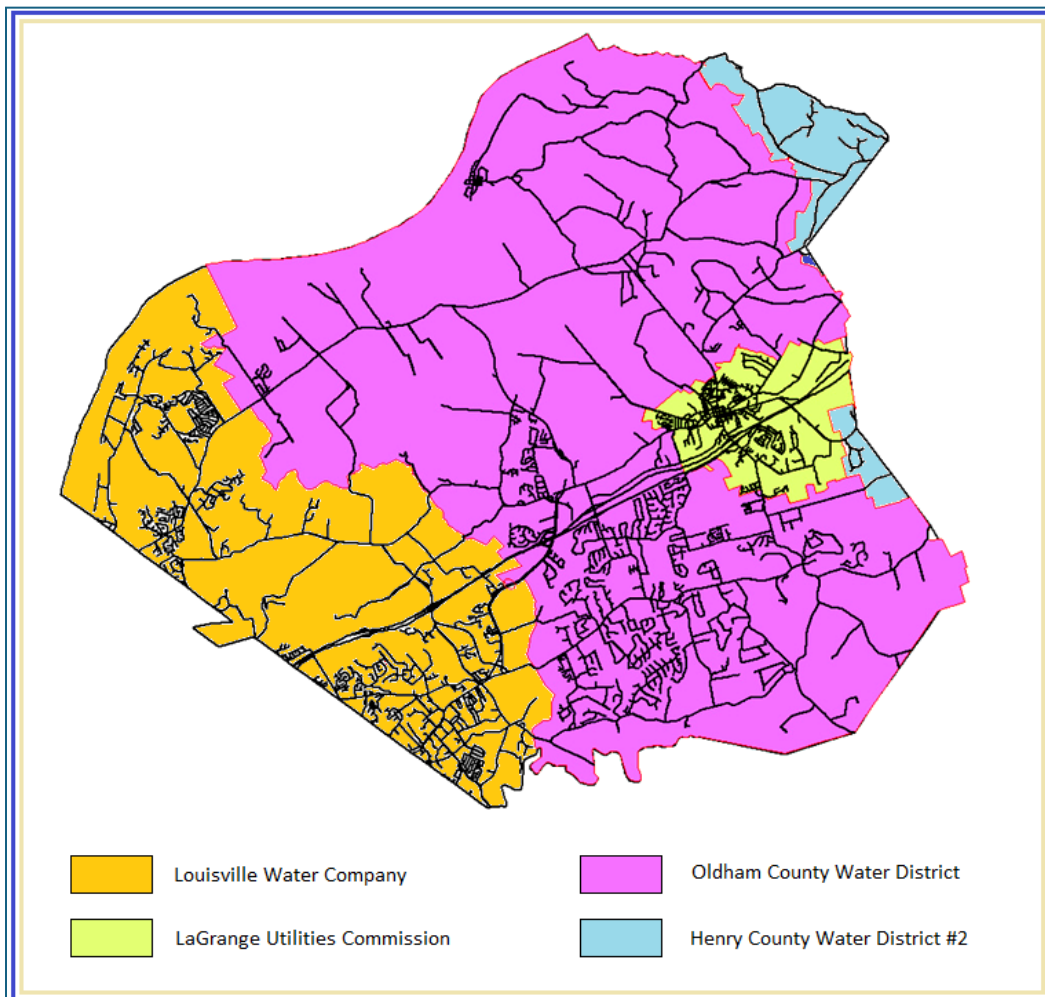 Louisville Water Company
Oldham County Water District
LaGrange Utilities Commission
Henry County Water District #2